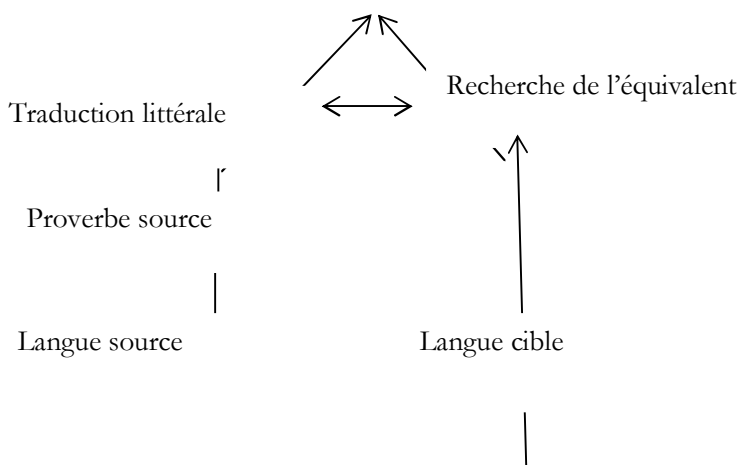 Recherche de l’équivalent
Traduction littérale
Proverbe source
Langue source
Langue cible